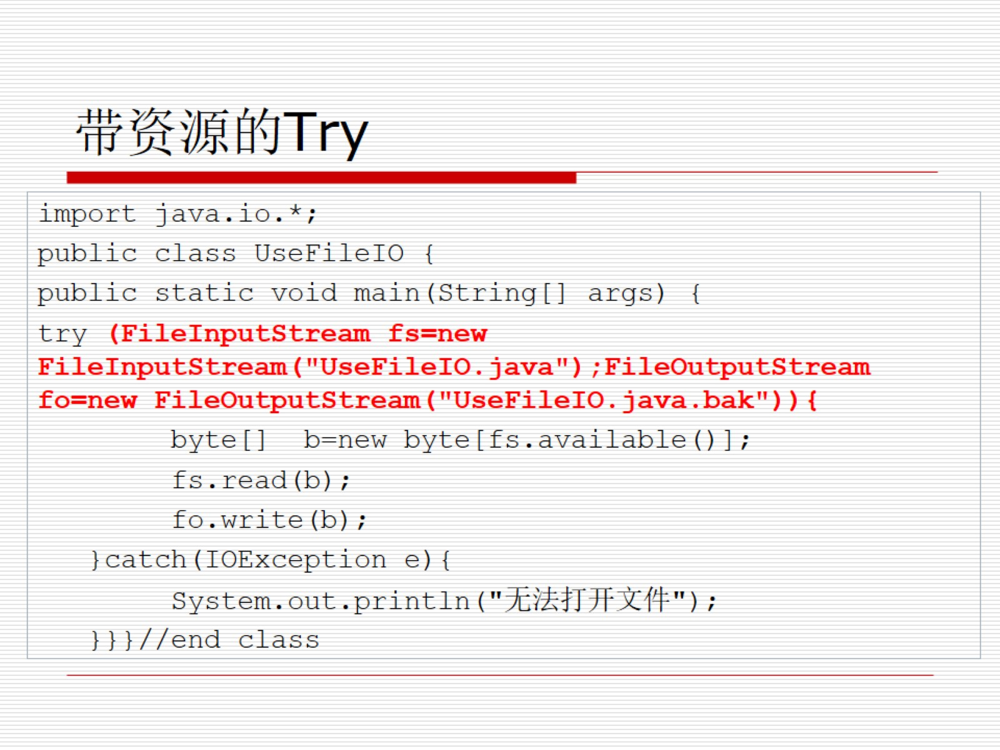 带资源的Try
import java.io.*;
public class UseFileIO {
public static void main(String[] args) {
try (FileInputStream fs=new
FileInputStream("UseFileIO.java");FileOutputStream
fo=new FileOutputStream("UseFileIO.java.bak")){
byte[]  b=new byte[fs.available()];
fs.read(b);
fo.write(b);
}catch(IOException e){
System.out.println("无法打开文件");
}}}//end class